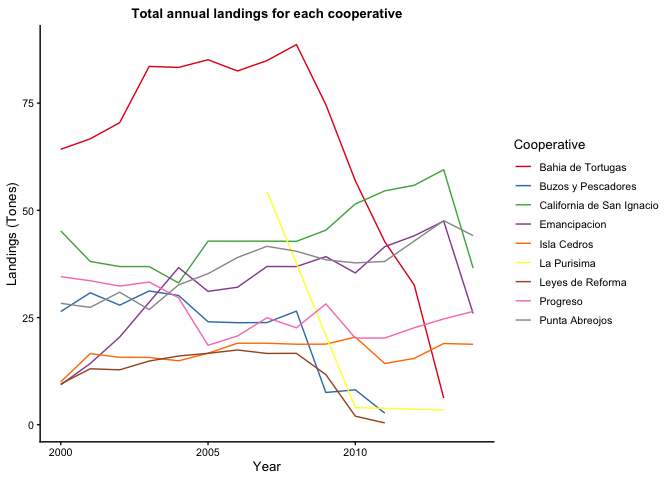 Total annual landings for each cooperative
Landings (Tones)
75
50
25
0
2000
2005
2010
Year
Cooperative
Bahia de Tortugas
Buzos y Pescadores
California de San Ignacio
Emancipacion
Isla Cedros
La Purisima
Leyes de Reforma
Progreso
Punta Abreojos